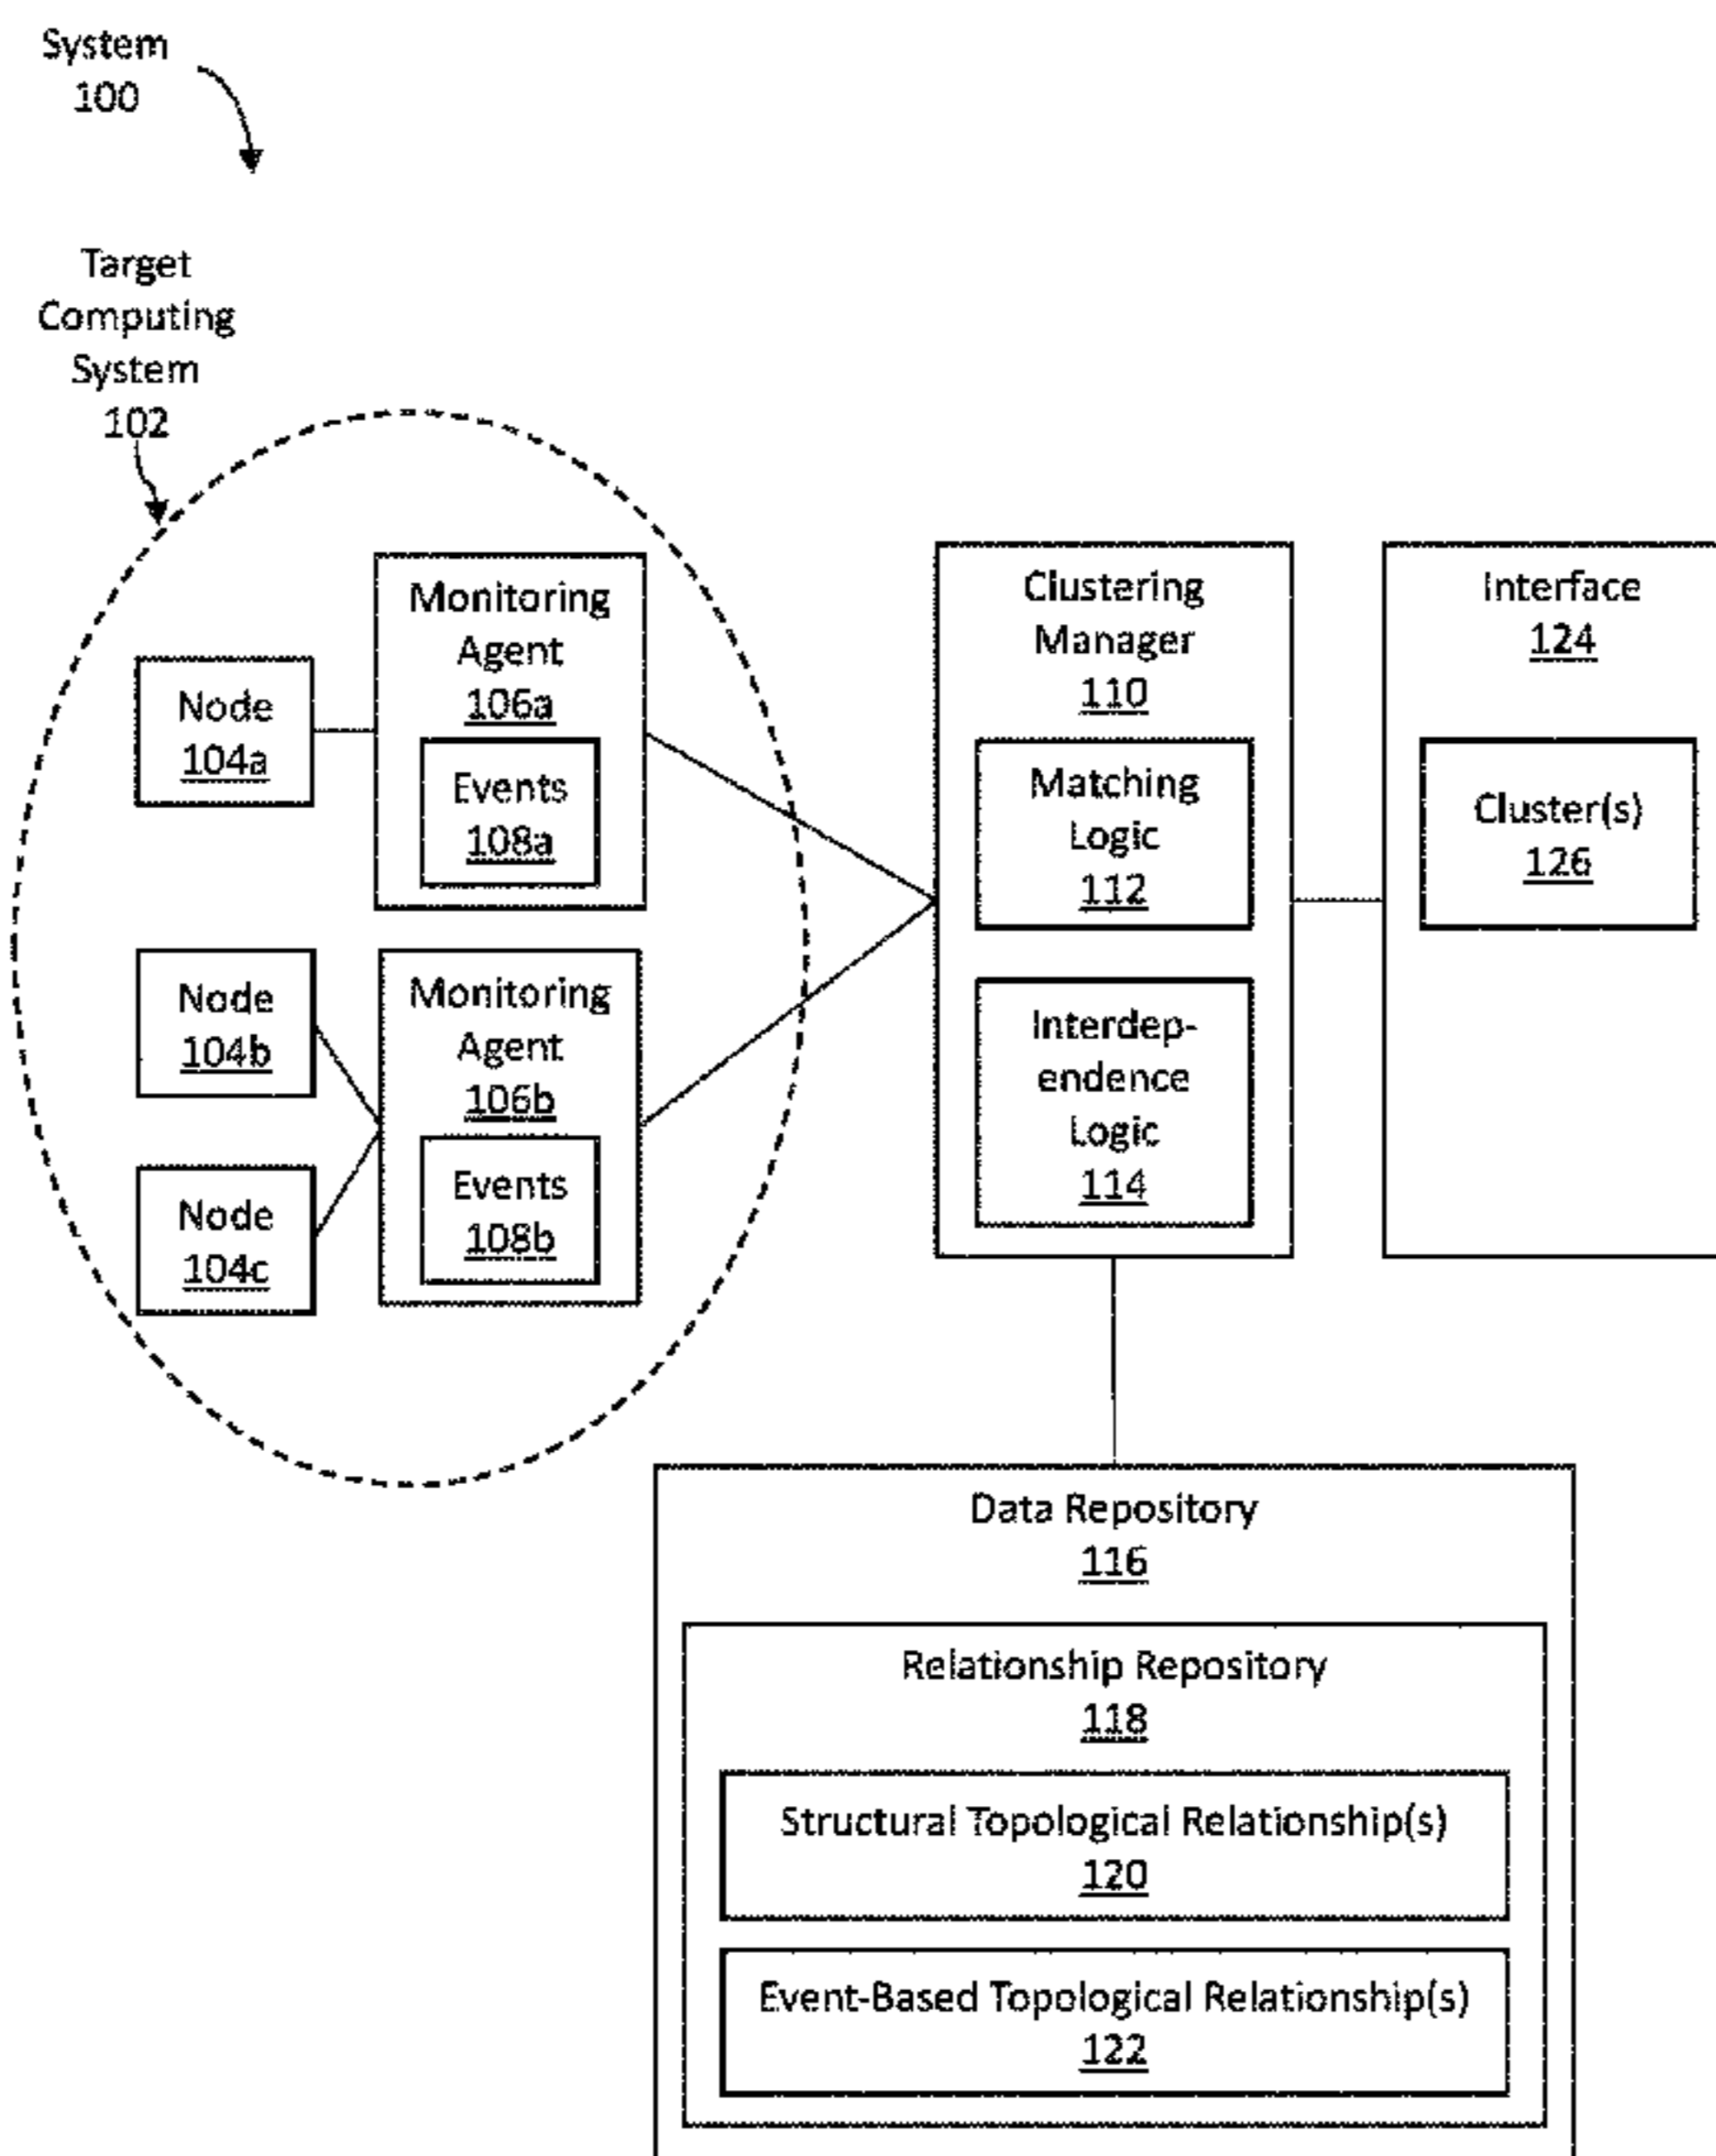 System
100
Target
Computing
System
102
Node
104a
Monitoring
Agent
106a
Events
108a
Node
104b
Node
104c
Monitoring
Agent
106b
Events
108b
Clustering
Manager
110
Matching
Logic
112
Interdep-
endence
Logic
114
Interface
124
Cluster(s)
126
Data Repository
116
Relationship Repository
118
Structural Topological Relationship(s)
120
Event-Based Topological Relationship(s)
122